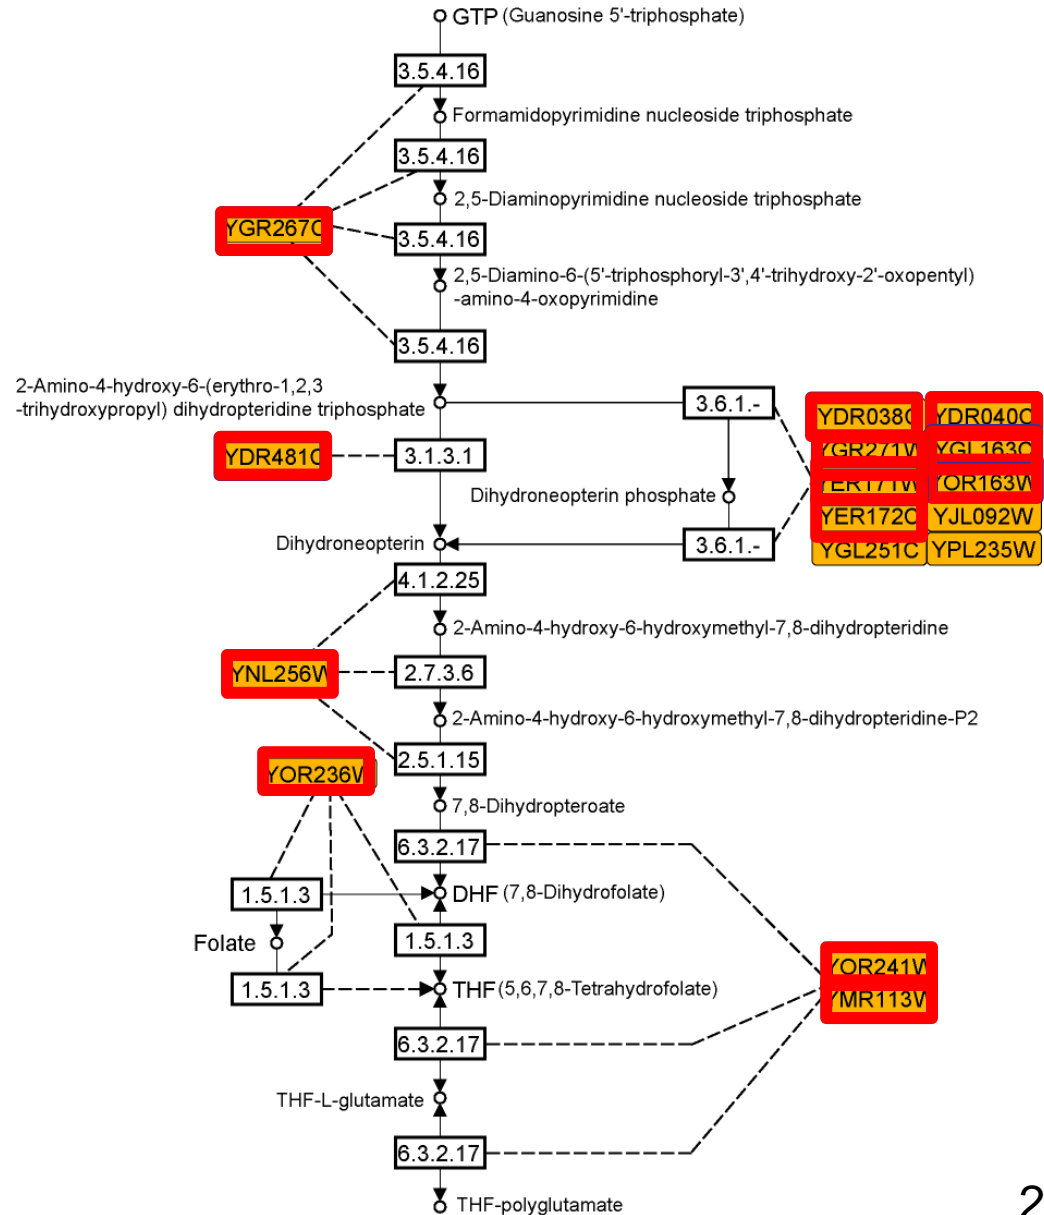 GTP (Guanosine 5'-triphosphate)
3.5.4.16
Formamidopyrimidine nucleoside triphosphate
3.5.4.16
2,5-Diaminopyrimidine nucleoside triphosphate
YGR267C
3.5.4.16
2,5-Diamino-6-(5'-triphosphoryl-3',4'-trihydroxy-2'-oxopentyl)
-amino-4-oxopyrimidine
3.5.4.16
2-Amino-4-hydroxy-6-(erythro-1,2,3
-trihydroxypropyl) dihydropteridine triphosphate
3.6.1.-
YDR038C YDR040C
YGR271W YGL163C
YER171W YOR163W
YER172C YJL092W
YGL251C YPL235W
YDR481C
3.1.3.1
Dihydroneopterin phosphate
Dihydroneopterin
3.6.1.-
4.1.2.25
2-Amino-4-hydroxy-6-hydroxymethyl-7,8-dihydropteridine
YNL256W
2.7.3.6
2-Amino-4-hydroxy-6-hydroxymethyl-7,8-dihydropteridine-P2
2.5.1.15
YOR236W
7,8-Dihydropteroate
6.3.2.17
1.5.1.3
DHF (7,8-Dihydrofolate)
Folate
1.5.1.3
YOR241W
YMR113W
1.5.1.3
THF (5,6,7,8-Tetrahydrofolate)
6.3.2.17
THF-L-glutamate
6.3.2.17
THF-polyglutamate
2